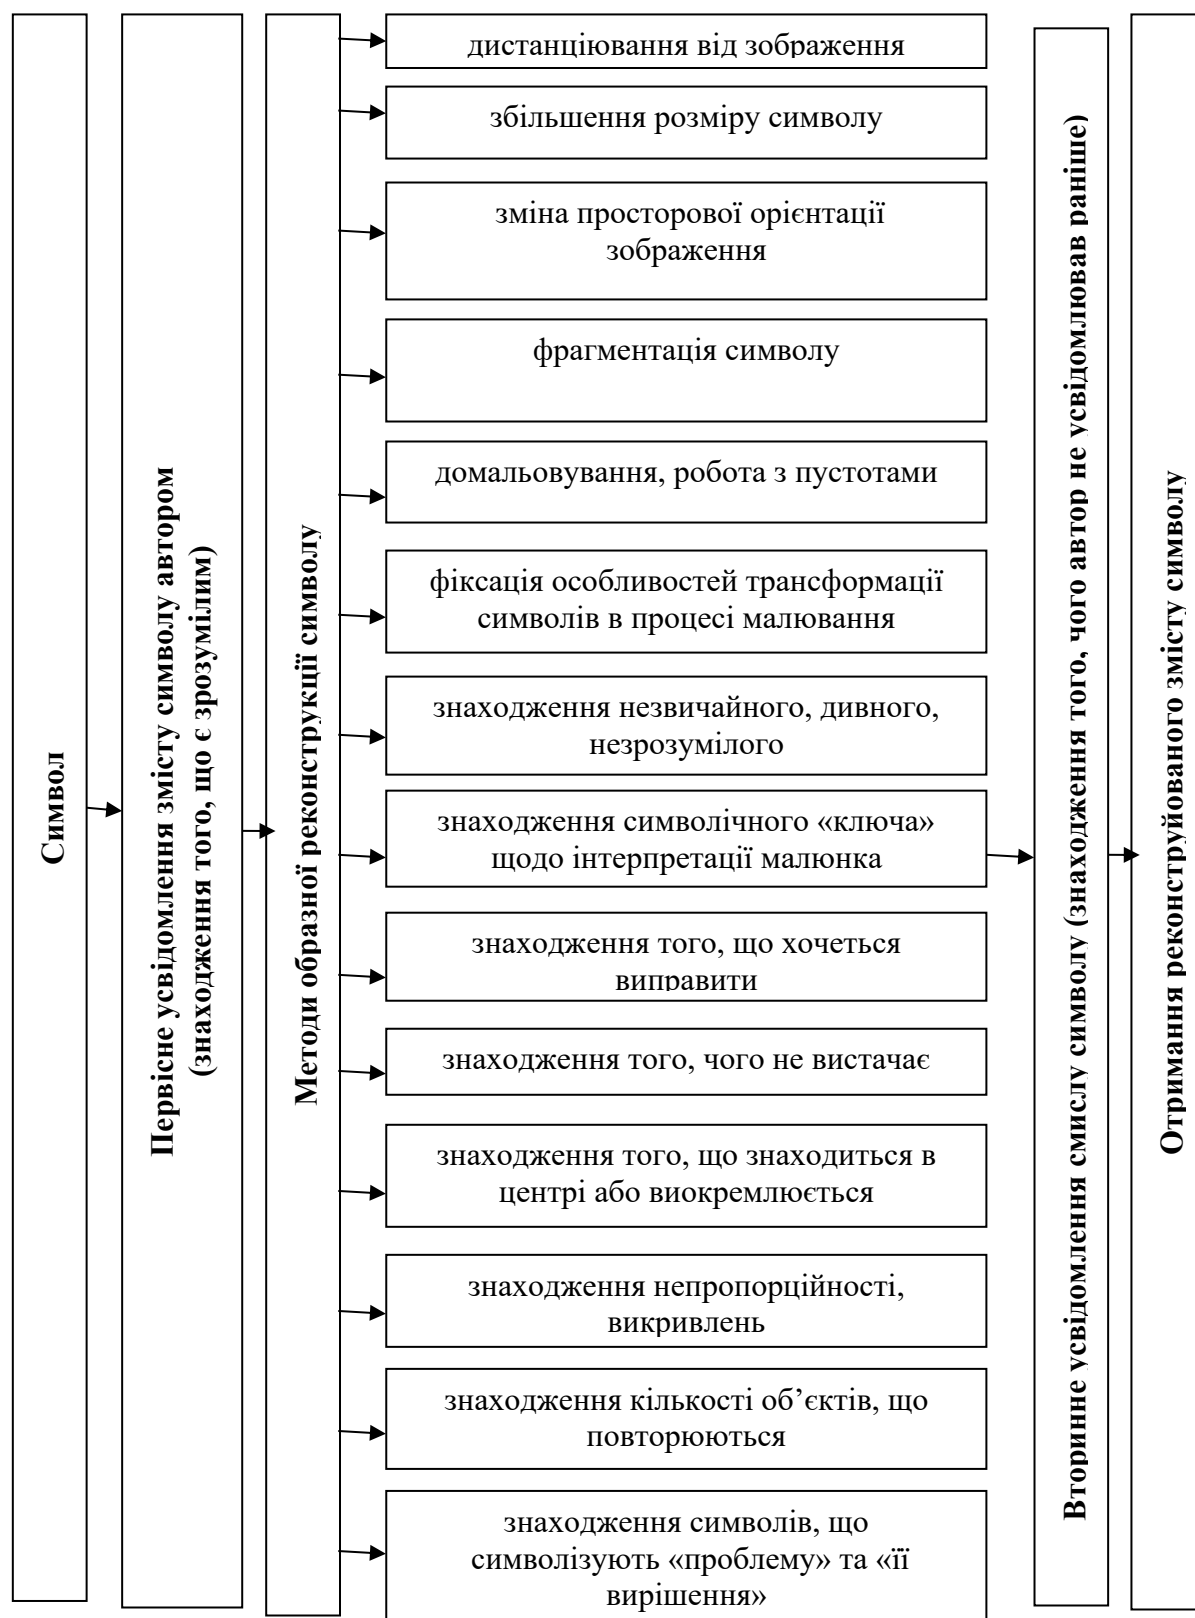 Символ
Первісне усвідомлення змісту символу автором
(знаходження того, що є зрозумілим)
Методи образної реконструкції символу
дистанціювання від зображення
збільшення розміру символу
зміна просторової орієнтації
зображення
фрагментація символу
домальовування, робота з пустотами
фіксація особливостей трансформації
символів в процесі малювання
знаходження незвичайного, дивного,
незрозумілого
знаходження символічного «ключа»
щодо інтерпретації малюнка
знаходження того, що хочеться
виправити
знаходження того, чого не вистачає
знаходження того, що знаходиться в
центрі або виокремлюється
знаходження непропорційності,
викривлень
знаходження кількості об’єктів, що
повторюються
знаходження символів, що
символізують «проблему» та «її
вирішення»
Вторинне усвідомлення смислу символу (знаходження того, чого автор не усвідомлював раніше)
Отримання реконструйованого змісту символу